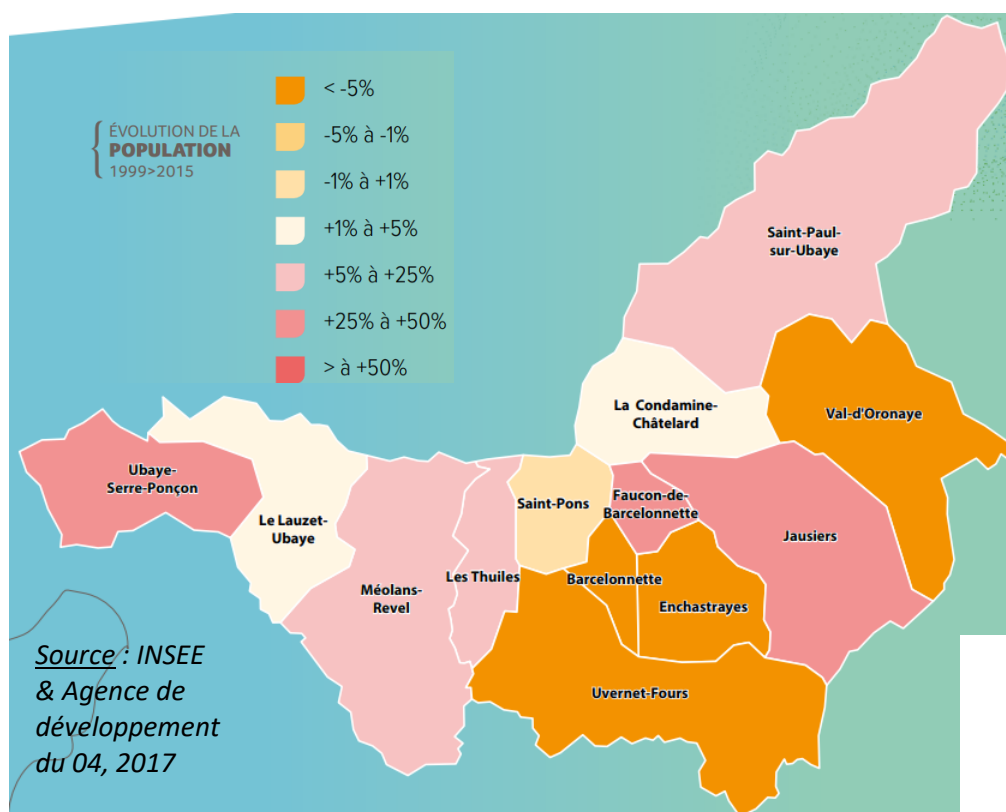 ÉVOLUTION DE LA
POPULATION
1999>2015
< -5%
-5% à -1%
-1% à +1%
+1% à +5%
+5% à +25%
+25% à +50%
> à +50%
Saint-Paul-
sur-Ubaye
La Condamine-
Châtelard
Val-d'Oronaye
Ubaye-
Serre-Ponçon
Le Lauzet-
Ubaye
Saint-Pons
Faucon-de-
Barcelonnette
Jausiers
Méolans-
Revel
Les Thuiles
Barcelonnette
Enchastrayes
Uvernet-Fours
Source : INSEE
& Agence de
développement
du 04, 2017